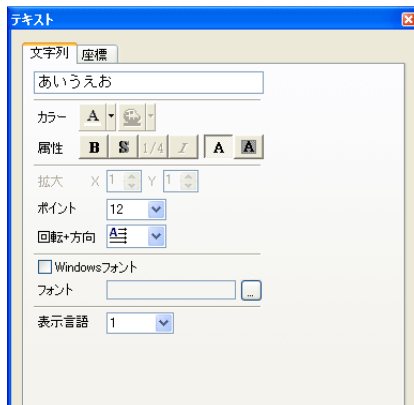 テキスト
文字列 座標
あいうえお
カラー A
属性 B S 1/4 I A A
拡大 X 1 Y 1
ポイント 12
回転+方向 A
Windowsフォント
フォント ...
表示言語 1